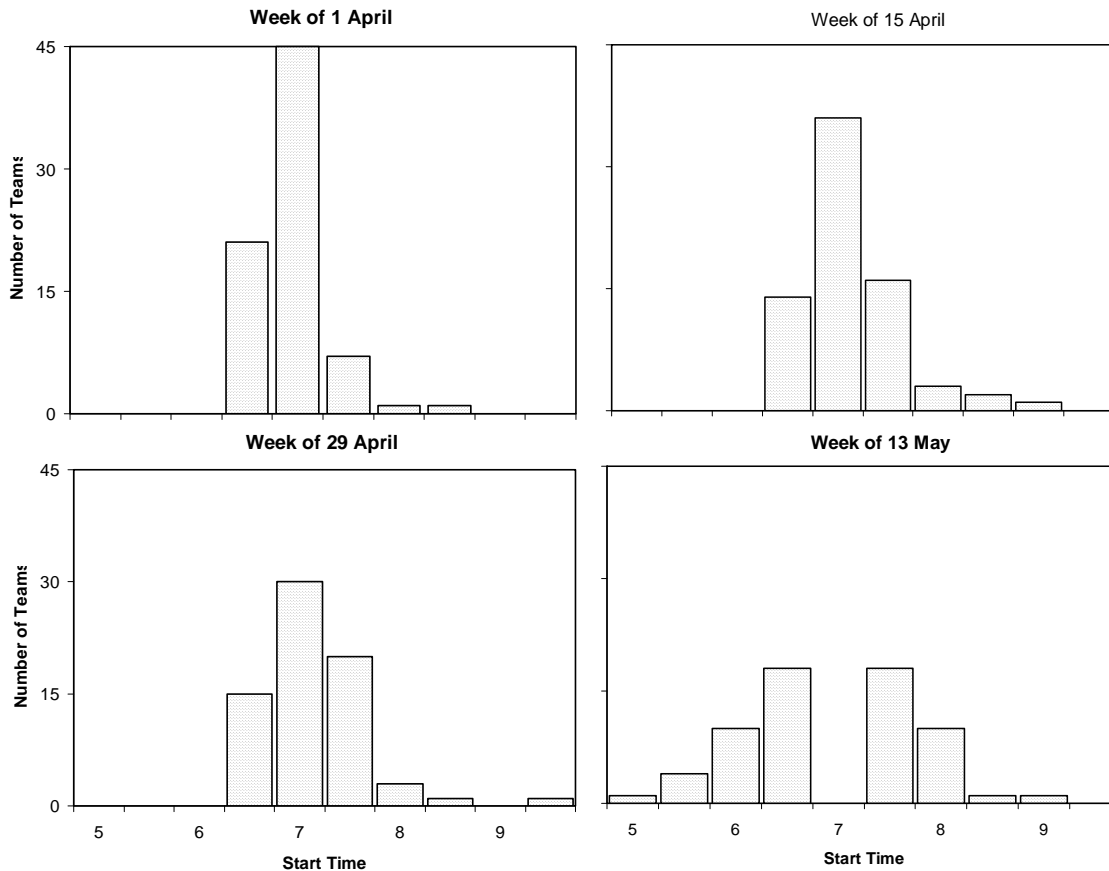 Week of 1 April
Week of 15 April
45
30
15
0
Number of Teams
Week of 29 April
Week of 13 May
45
30
15
0
Number of Teams
5 6 7 8 9
Start Time
5 6 7 8 9
Start Time